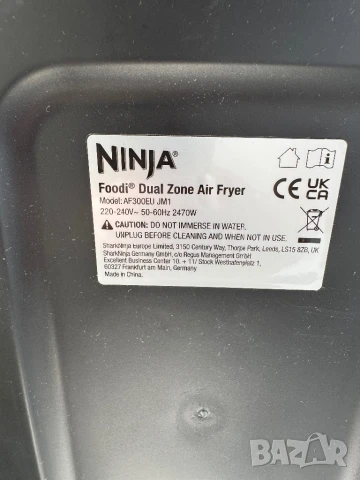 NINJA®
Foodi® Dual Zone Air Fryer
Model: AF300EU JM1
220-240V~ 50-60Hz 2470W
CAUTION: DO NOT IMMERSE IN WATER.
UNPLUG BEFORE CLEANING AND WHEN NOT IN USE.
SharkNinja Europe Limited, 3150 Century Way, Thorpe Park, Leeds, LS15 8ZB, UK
SharkNinja Germany GmbH, c/o Regus Management GmbH
Excellent Business Center 10. + 11/ Stock Westhafenplatz 1,
60327 Frankfurt am Main, Germany
Made in China.
CE UK
CA
bazar.bg